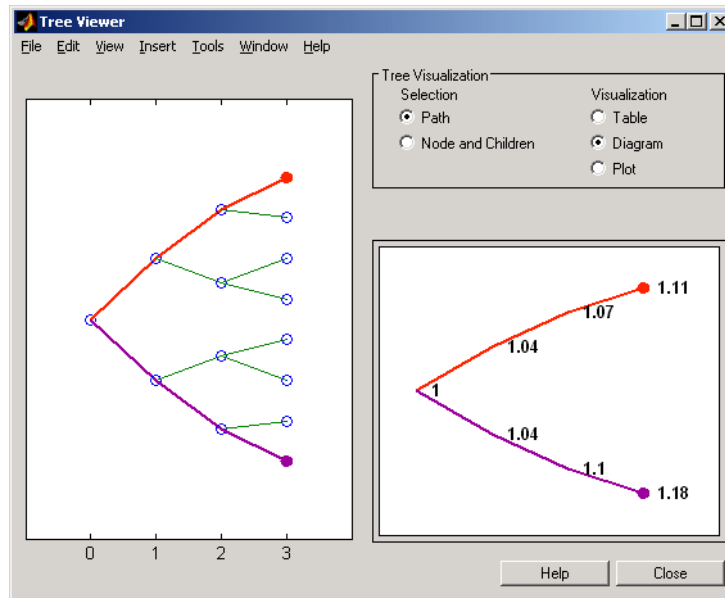 Tree Viewer
File Edit View Insert Tools Window Help
Tree Visualization
Selection
Path
Node and Children
Visualization
Table
Diagram
Plot
0 1 2 3
1.11
1.07
1.04
1
1.04
1.1
1.18
Help Close